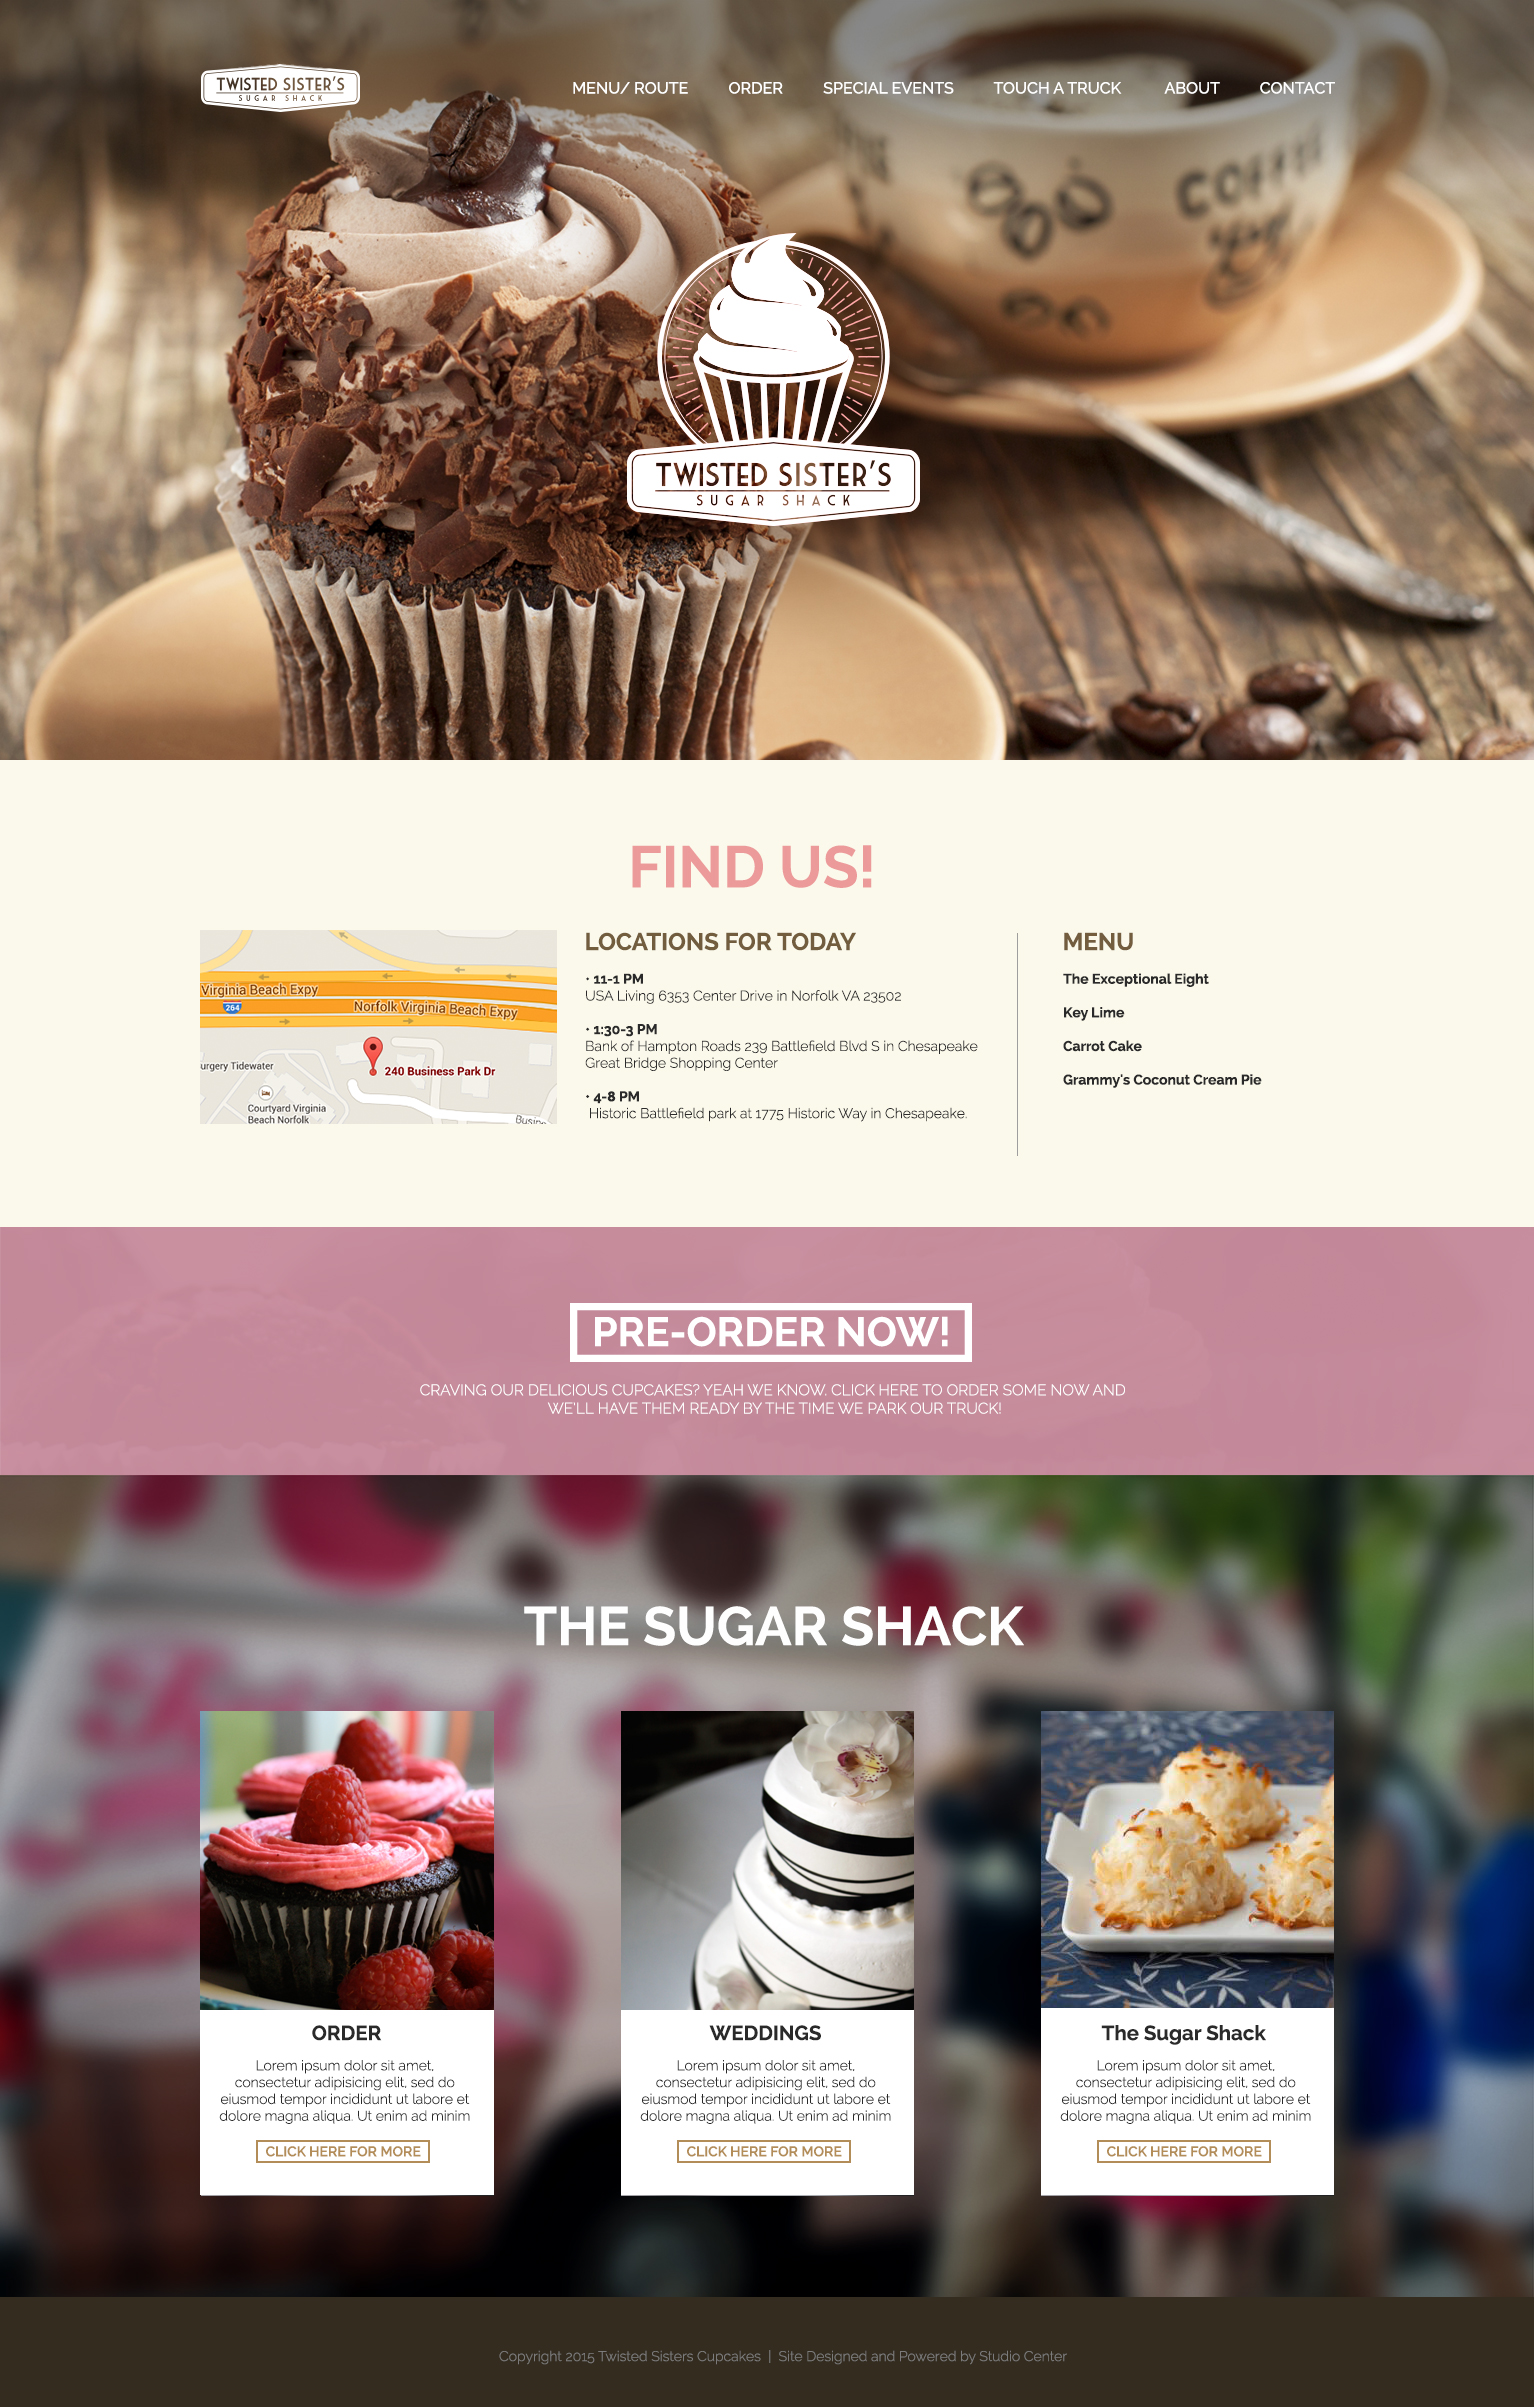 TWISTED SISTER'S
SUGAR SHACK
MENU/ ROUTE
ORDER
SPECIAL EVENTS
TOUCH A TRUCK
ABOUT
CONTACT
COFFEE
TWISTED SISTER'S
SUGAR SHACK
FIND US!
Virginia Beach Expy
264
Norfolk Virginia Beach Expy
urgery Tidewater
240 Business Park Dr
Courtyard Virginia
Beach Norfolk
Busine
LOCATIONS FOR TODAY
• 11-1 PM
USA Living 6353 Center Drive in Norfolk VA 23502
• 1:30-3 PM
Bank of Hampton Roads 239 Battlefield Blvd S in Chesapeake
Great Bridge Shopping Center
• 4-8 PM
Historic Battlefield park at 1775 Historic Way in Chesapeake.
MENU
The Exceptional Eight
Key Lime
Carrot Cake
Grammy's Coconut Cream Pie
PRE-ORDER NOW!
CRAVING OUR DELICIOUS CUPCAKES? YEAH WE KNOW. CLICK HERE TO ORDER SOME NOW AND
WE'LL HAVE THEM READY BY THE TIME WE PARK OUR TRUCK!
THE SUGAR SHACK
ORDER
Lorem ipsum dolor sit amet,
consectetur adipisicing elit, sed do
eiusmod tempor incididunt ut labore et
dolore magna aliqua. Ut enim ad minim
CLICK HERE FOR MORE
WEDDINGS
Lorem ipsum dolor sit amet,
consectetur adipisicing elit, sed do
eiusmod tempor incididunt ut labore et
dolore magna aliqua. Ut enim ad minim
CLICK HERE FOR MORE
The Sugar Shack
Lorem ipsum dolor sit amet,
consectetur adipisicing elit, sed do
eiusmod tempor incididunt ut labore et
dolore magna aliqua. Ut enim ad minim
CLICK HERE FOR MORE
Copyright 2015 Twisted Sisters Cupcakes | Site Designed and Powered by Studio Center